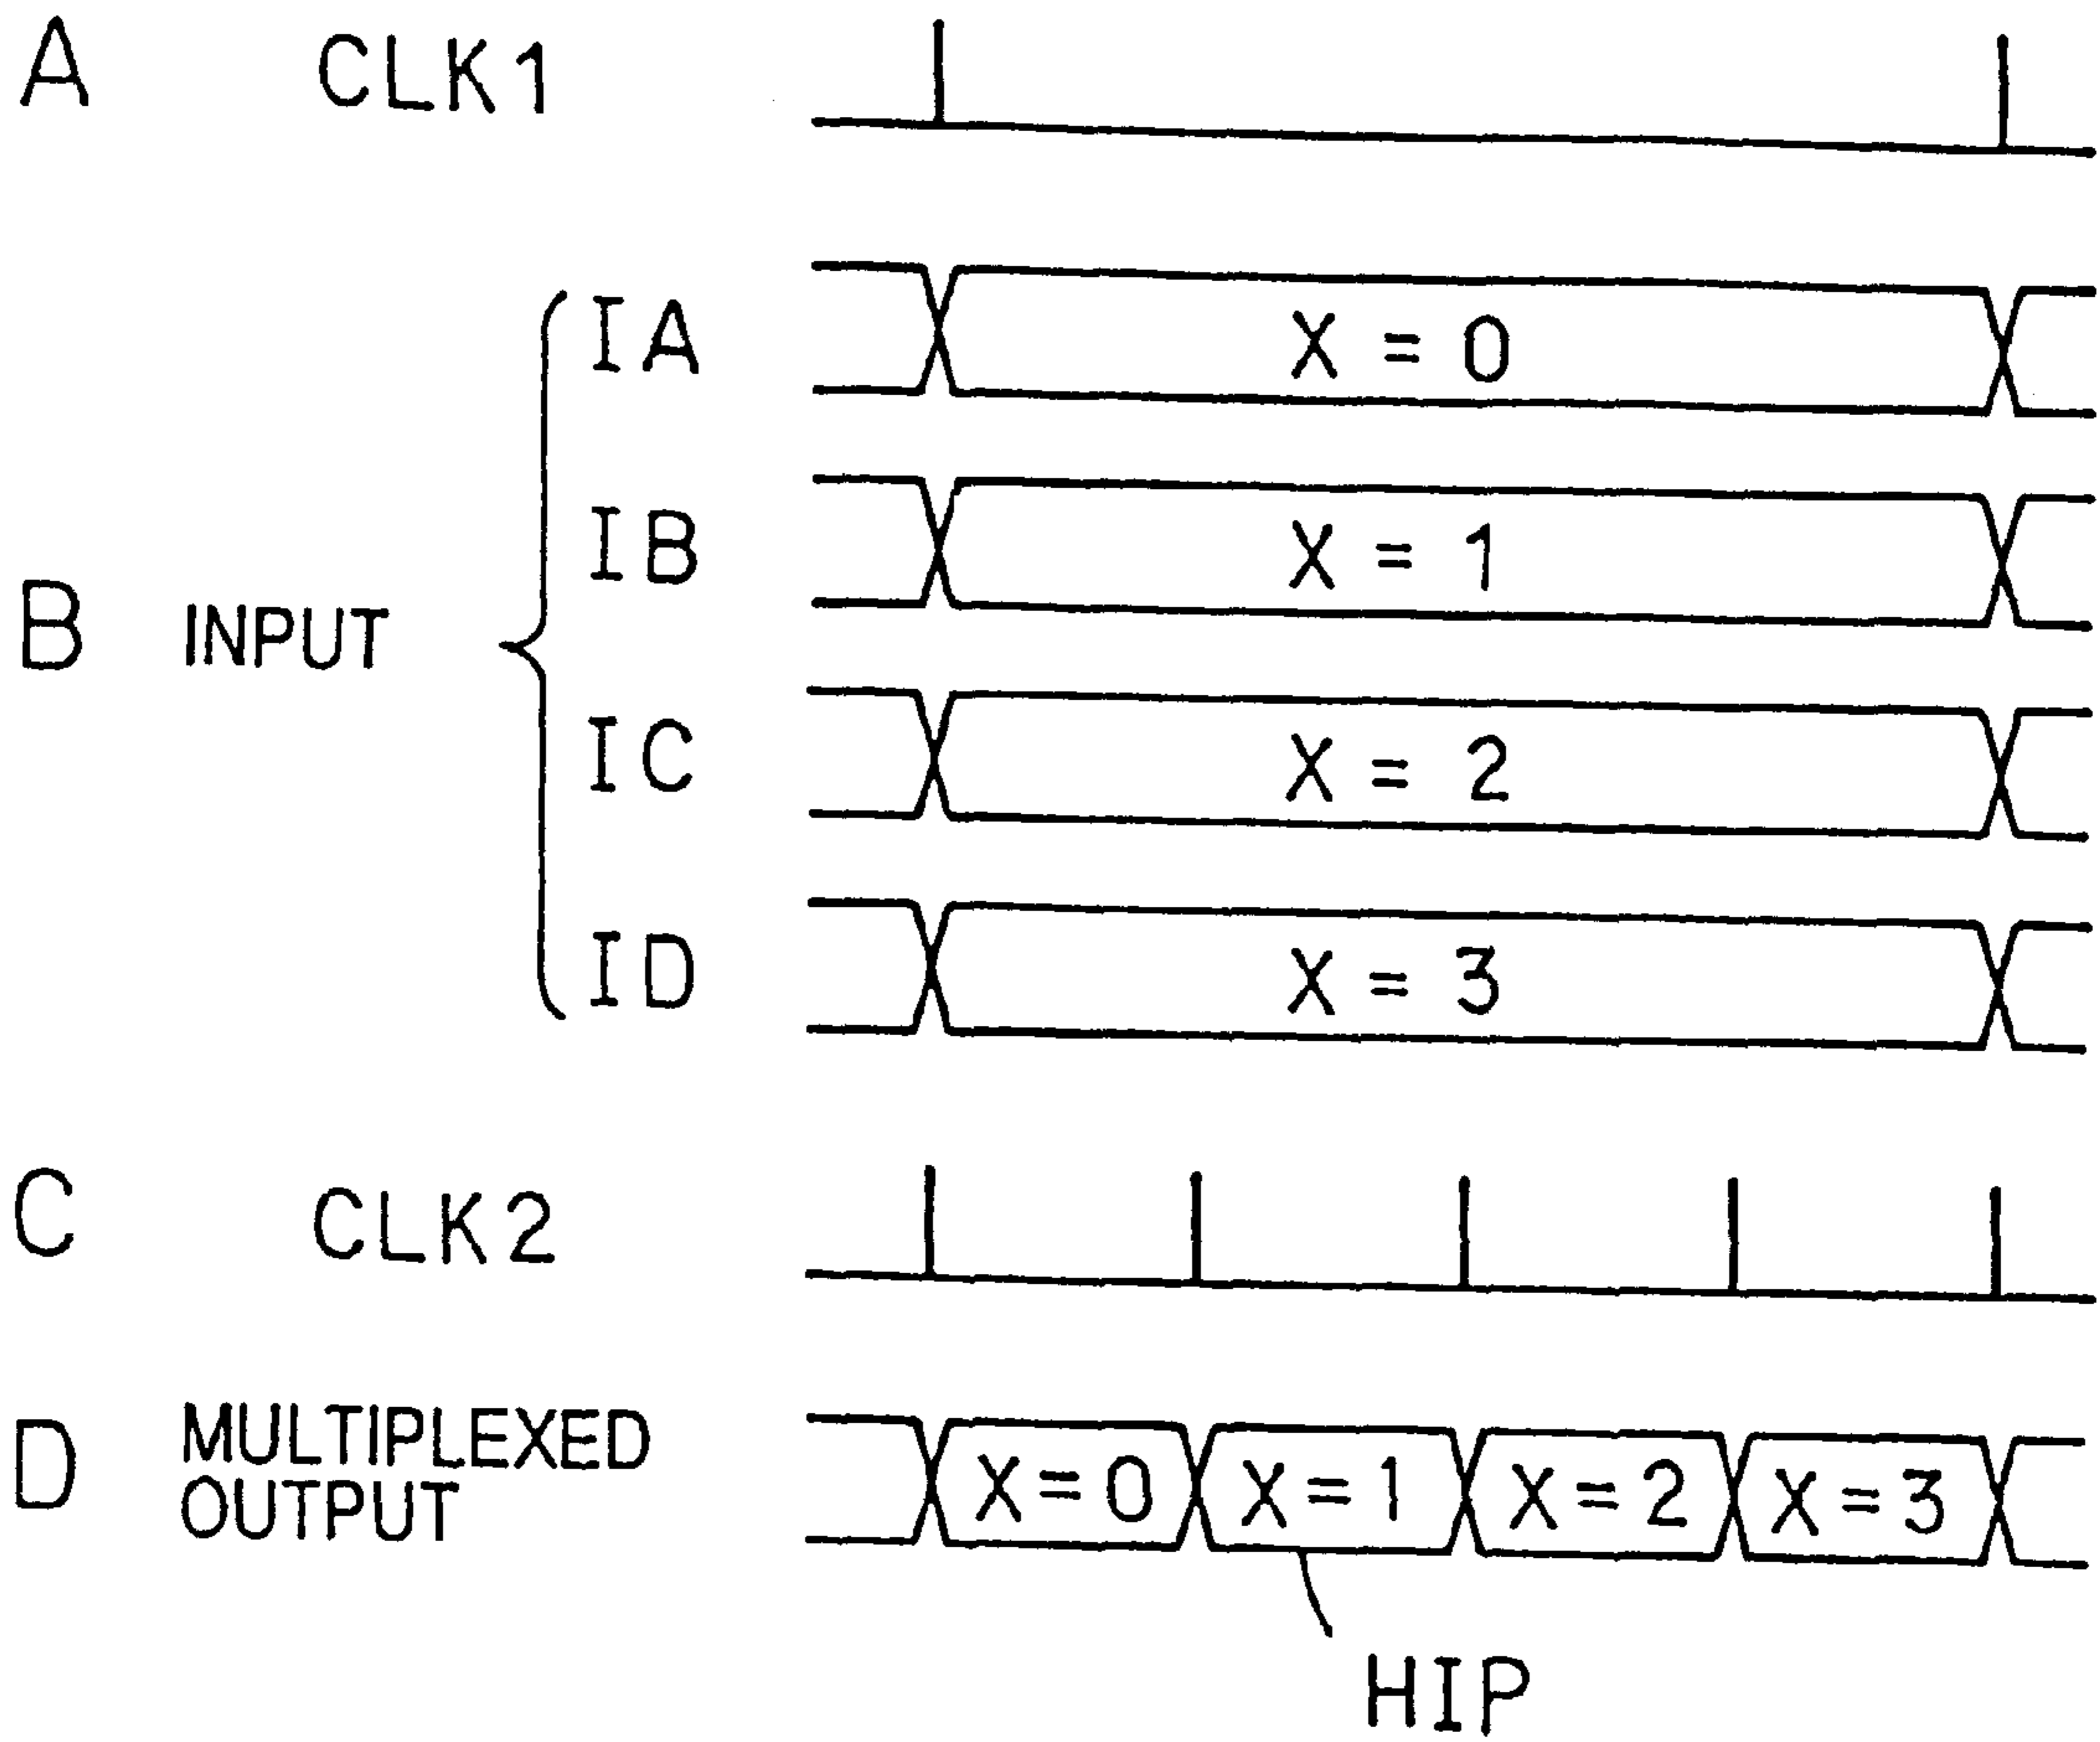 A CLK1
IA X = 0
IB X = 1
B INPUT
IC X = 2
ID X = 3
C CLK2
D MULTIPLEXED
OUTPUT
X=0 X=1 X=2 X=3
HIP